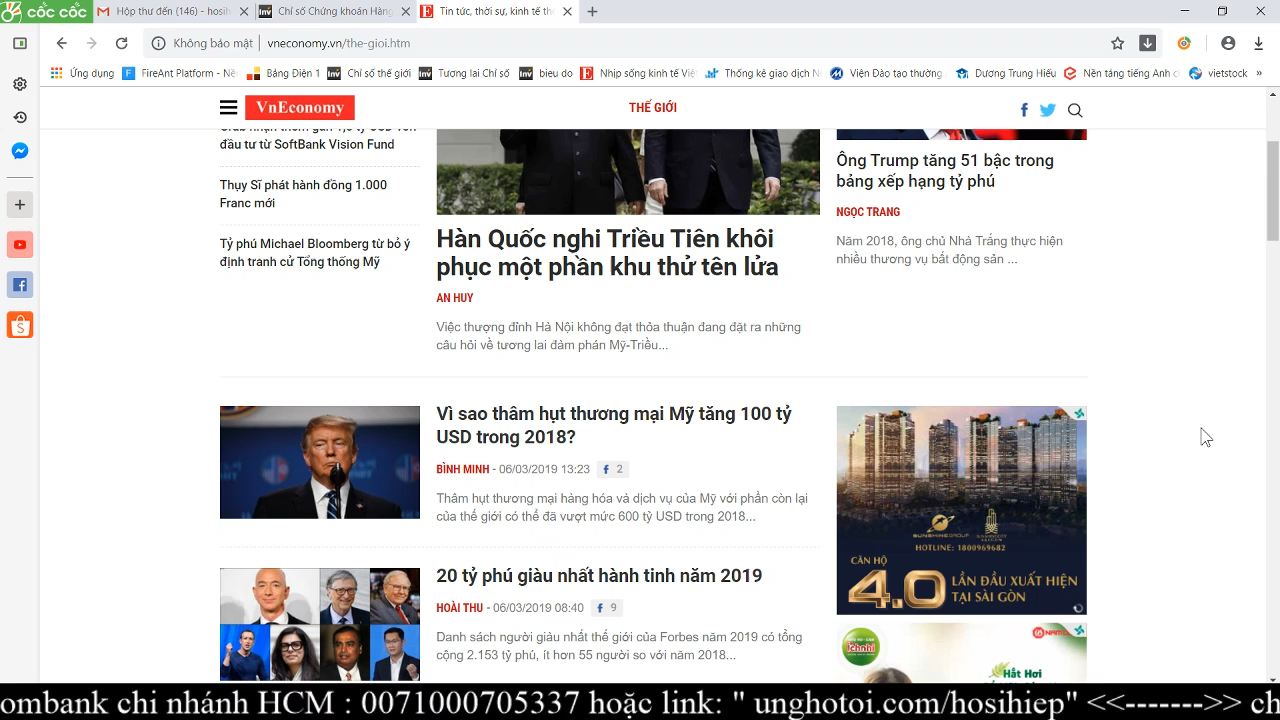 cốc cốc
Hộp thư đến (146) - hosih
Chỉ số Chứng khoán Hàng
Tin tức, thời sự, kinh tế th
Không bảo mật
vneconomy.vn/the-gioi.htm
Ứng dụng
FireAnt Platform - Nề
Bảng Điện 1
Chỉ số thế giới
Tương lai Chỉ số
bieu do
Nhịp sống kinh tế Việ
Thống kê giao dịch N
Viện Đào tạo thường
Dương Trung Hiếu
Nền tảng tiếng Anh c
vietstock
»
VnEconomy
THẾ GIỚI
đầu tư từ SoftBank Vision Fund
Thụy Sĩ phát hành đồng 1.000
Franc mới
Tỷ phú Michael Bloomberg từ bỏ ý
định tranh cử Tổng thống Mỹ
Hàn Quốc nghi Triều Tiên khôi
phục một phần khu thử tên lửa
AN HUY
Việc thượng đỉnh Hà Nội không đạt thỏa thuận đang đặt ra những
câu hỏi về tương lai đàm phán Mỹ-Triều...
Ông Trump tăng 51 bậc trong
bảng xếp hạng tỷ phú
NGỌC TRANG
Năm 2018, ông chủ Nhà Trắng thực hiện
nhiều thương vụ bất động sản ...
Vì sao thâm hụt thương mại Mỹ tăng 100 tỷ
USD trong 2018?
BÌNH MINH - 06/03/2019 13:23 2
Thâm hụt thương mại hàng hóa và dịch vụ của Mỹ với phần còn lại
của thế giới có thể đã vượt mức 600 tỷ USD trong 2018...
20 tỷ phú giàu nhất hành tinh năm 2019
HOÀI THU - 06/03/2019 08:40 9
Danh sách người giàu nhất thế giới của Forbes năm 2019 có tổng
cộng 2.153 tỷ phú, ít hơn 55 người so với năm 2018...
SUNSHINEGROUP
HOTLINE: 1800969682
CĂN HỘ
4.0 LẦN ĐẦU XUẤT HIỆN
TẠI SÀI GÒN
ichnhi
Hắt Hơi
ombank chi nhánh HCM : 0071000705337 hoặc link: " unghotoi.com/hosihiep" <<------->> ch